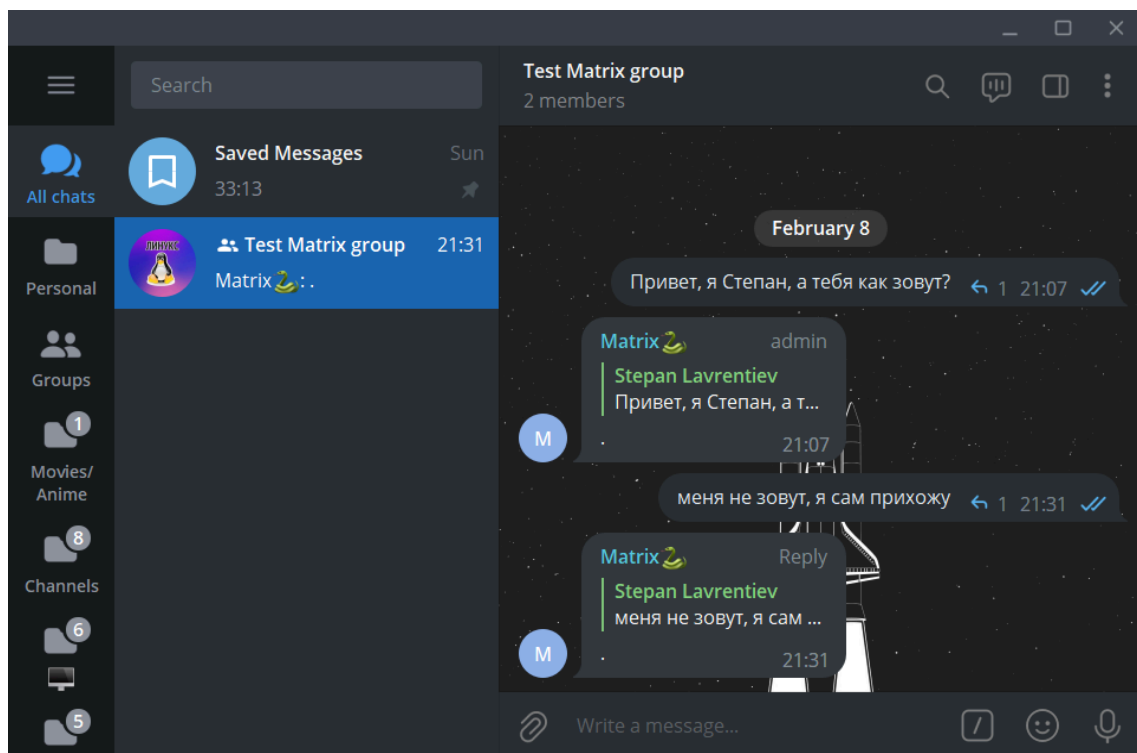 Search
All chats
Personal
Groups
1
Movies/
Anime
8
Channels
6
5
Saved Messages Sun
33:13
ЛИНУКС
Test Matrix group 21:31
Matrix🐍: .
Test Matrix group
2 members
February 8
Привет, я Степан, а тебя как зовут? 1 21:07
Matrix🐍 admin
Stepan Lavrentiev
Привет, я Степан, а т...
M
. 21:07
меня не зовут, я сам прихожу 1 21:31
Matrix🐍 Reply
Stepan Lavrentiev
меня не зовут, я сам ...
M
. 21:31
Write a message...